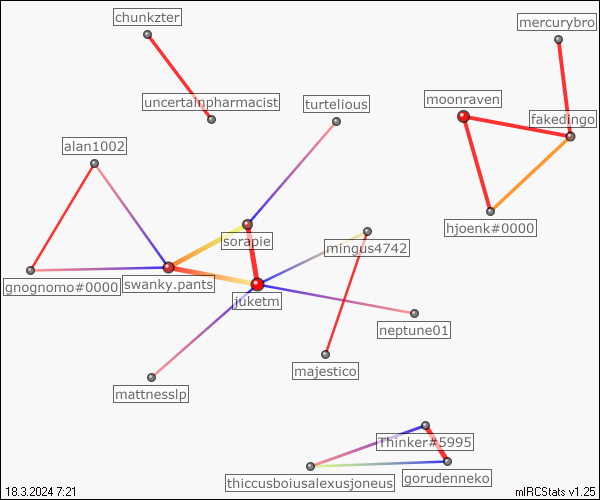 chunkzter
mercurybro
uncertainpharmacist
turtelious
moonraven
fakedingo
alan1002
hjoenk#0000
sorapie
mingus4742
gnognomo#0000
swanky.pants
juketm
neptune01
majestico
mattnesslp
Thinker#5995
thiccusboiusalexusjoneus
gorudenneko
18.3.2024 7:21
mIRCStats v1.25